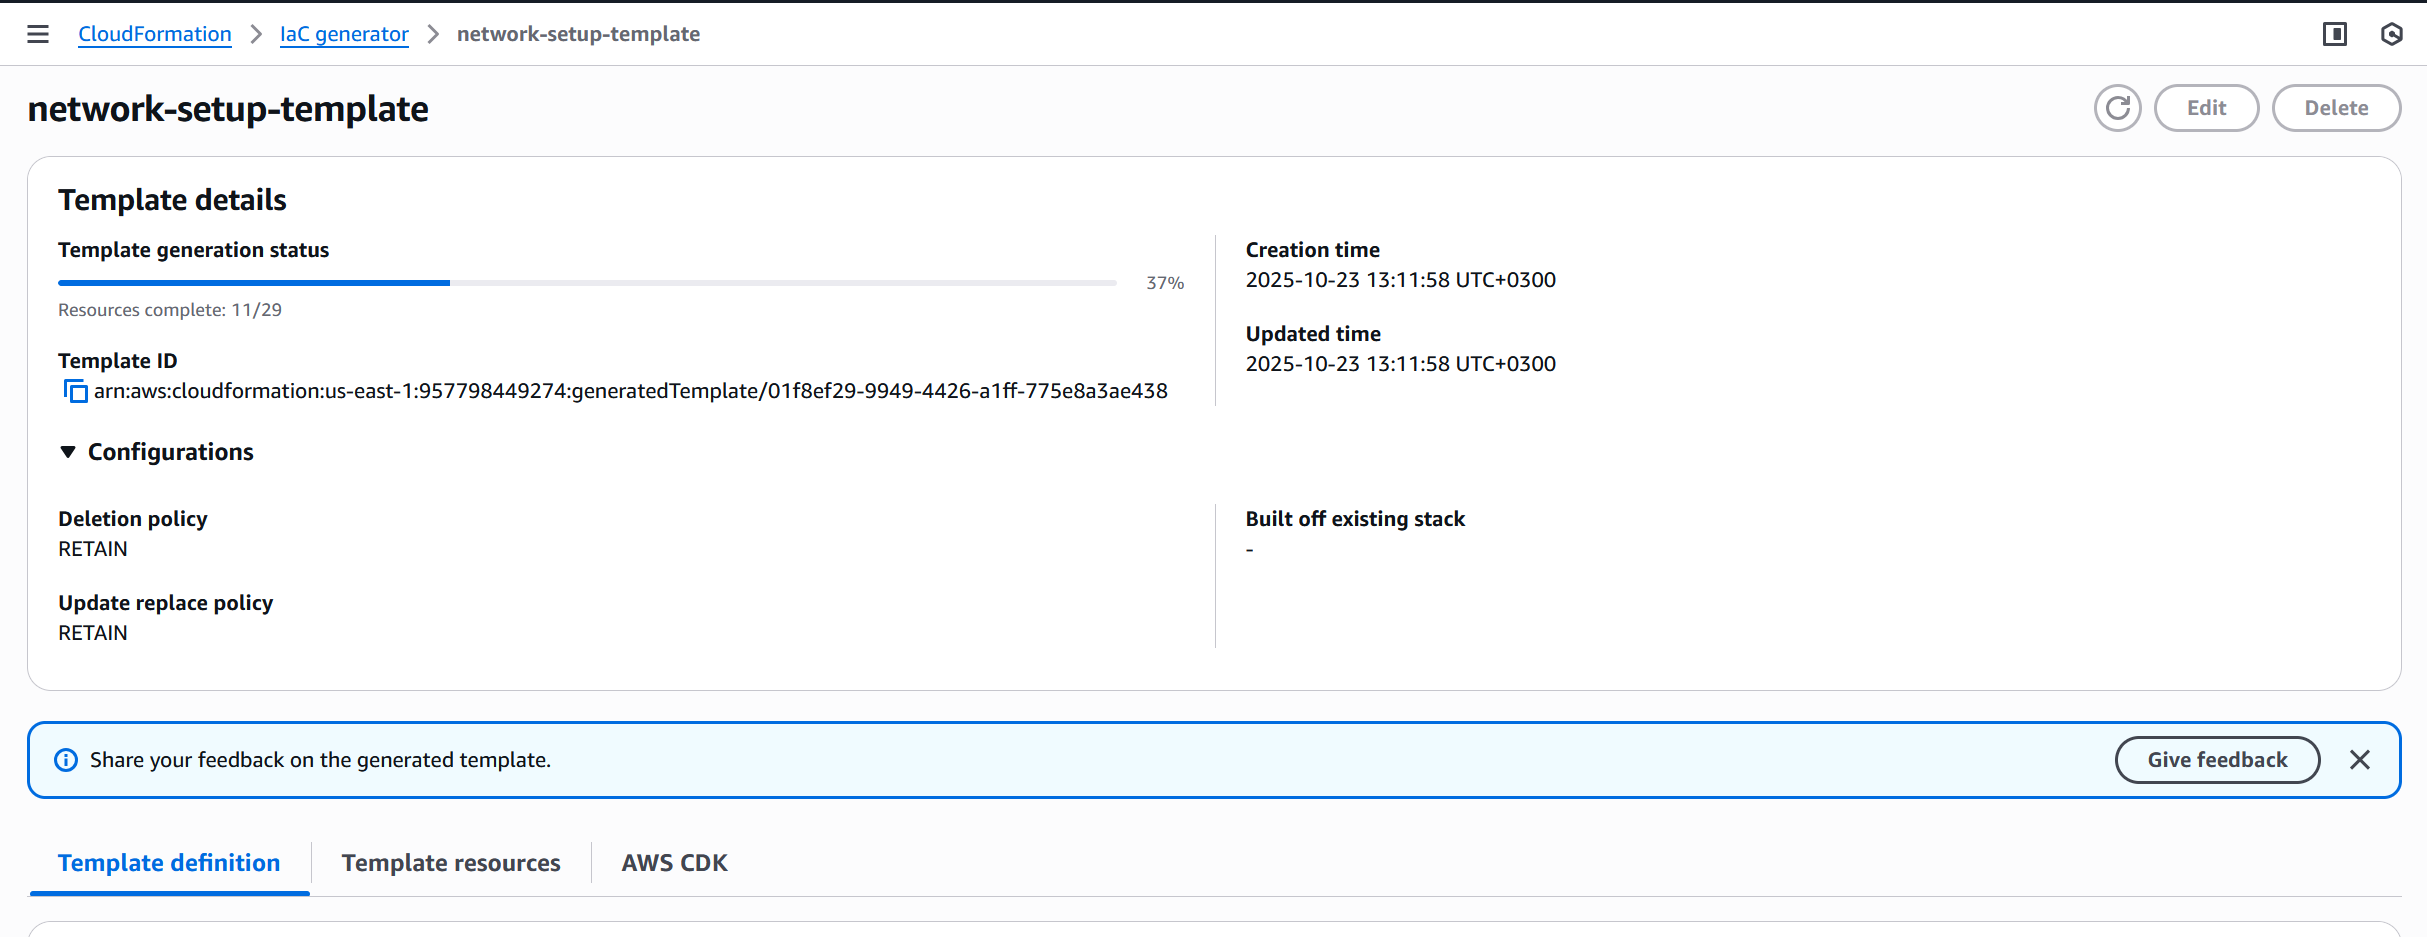 CloudFormation > IaC generator > network-setup-template
network-setup-template
Edit
Delete
Template details
Template generation status
37%
Resources complete: 11/29
Template ID
arn:aws:cloudformation:us-east-1:957798449274:generatedTemplate/01f8ef29-9949-4426-a1ff-775e8a3ae438
Creation time
2025-10-23 13:11:58 UTC+0300
Updated time
2025-10-23 13:11:58 UTC+0300
Configurations
Deletion policy
RETAIN
Update replace policy
RETAIN
Built off existing stack
-
Share your feedback on the generated template.
Give feedback
Template definition
Template resources
AWS CDK